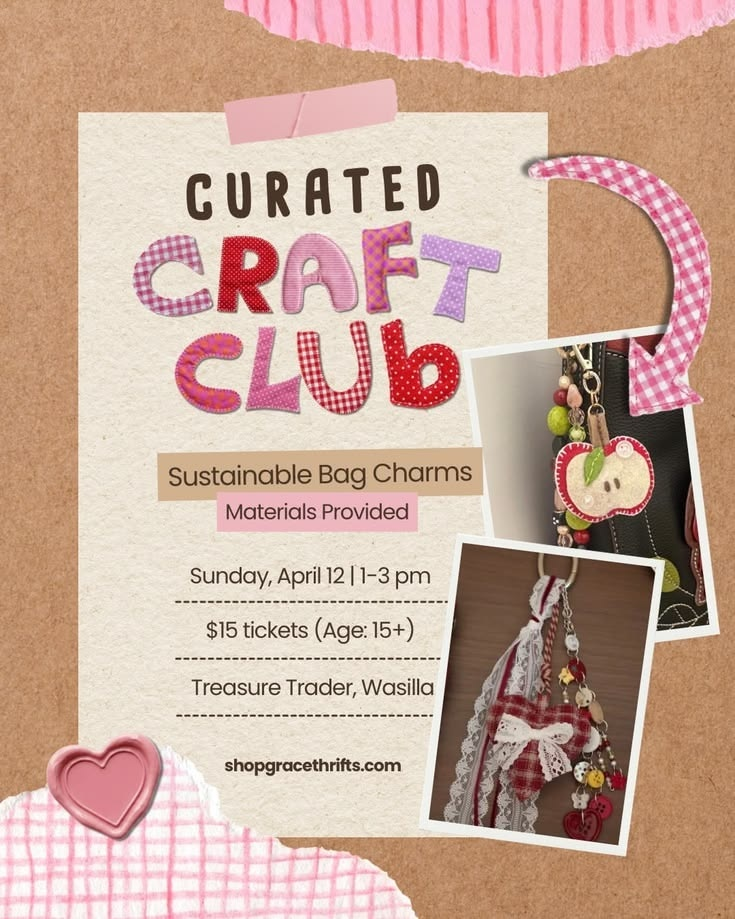 CURATED
CRAFT
CLUb
Sustainable Bag Charms
Materials Provided
Sunday, April 12 | 1-3 pm
$15 tickets (Age: 15+)
Treasure Trader, Wasilla
shopgracethrifts.com